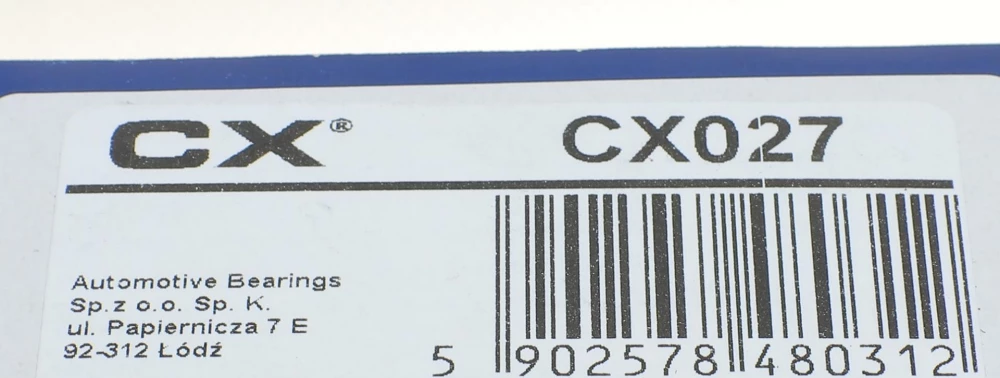 CX® CX027
Automotive Bearings
Sp.z o.o. Sp. K.
ul. Papiernicza 7 E
92-312 Łódź
5 902578 480312